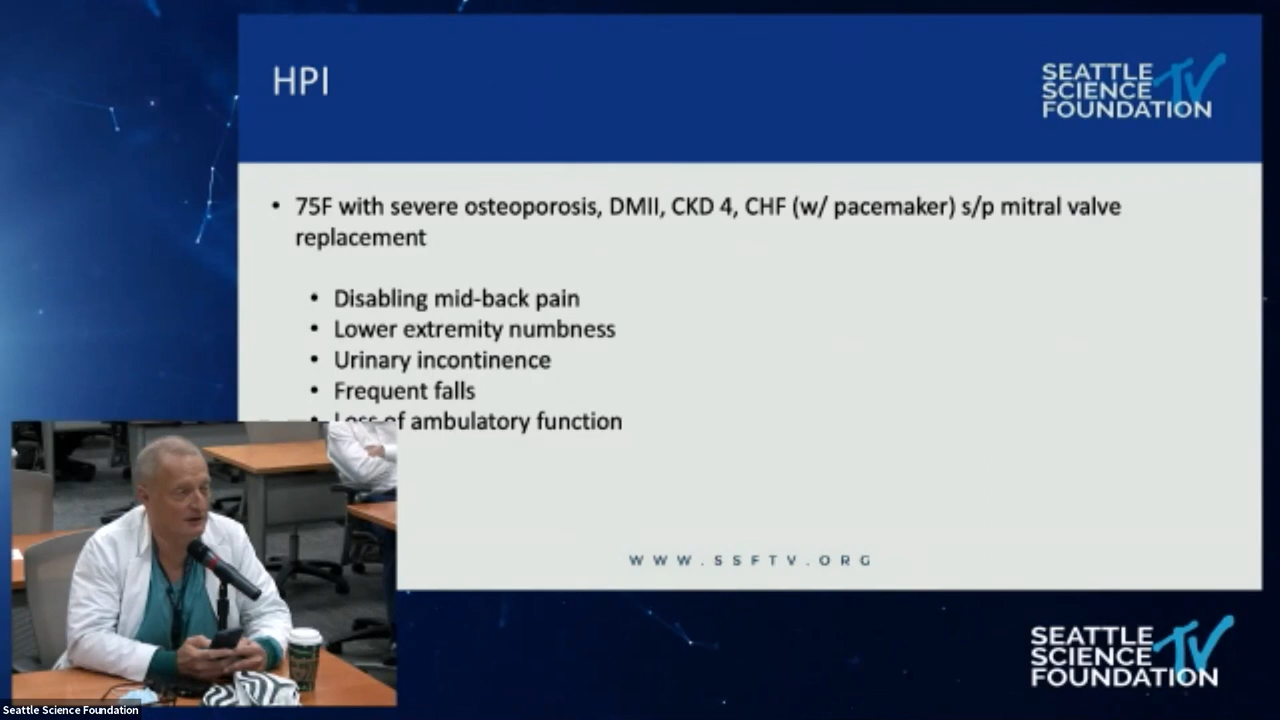 HPI
SEATTLE
SCIENCE TV
FOUNDATION
• 75F with severe osteoporosis, DMII, CKD 4, CHF (w/ pacemaker) s/p mitral valve
replacement
• Disabling mid-back pain
• Lower extremity numbness
• Urinary incontinence
• Frequent falls
• Loss of ambulatory function
WWW.SSFTV.ORG
SEATTLE
SCIENCE TV
FOUNDATION
Seattle Science Foundation